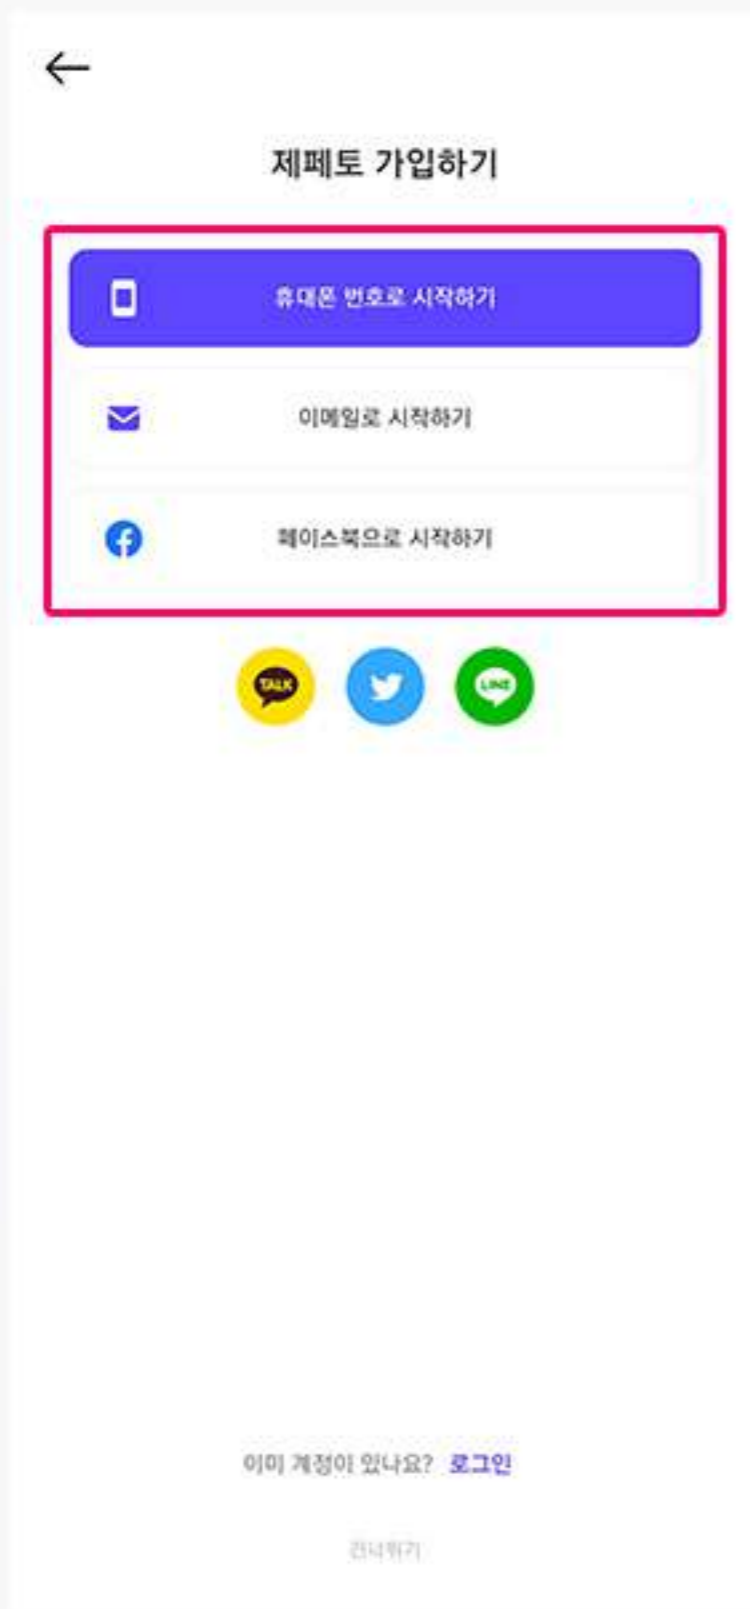 제페토 가입하기
휴대폰 번호로 시작하기
이메일로 시작하기
페이스북으로 시작하기
TALK
LINE
이미 계정이 있나요? 로그인
건너뛰기